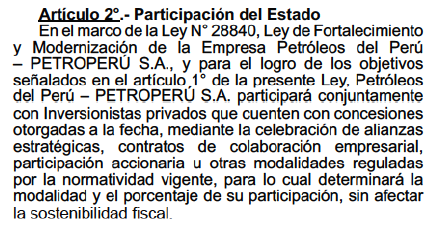 Artículo 2°.- Participación del Estado
En el marco de la Ley N° 28840, Ley de Fortalecimiento
y Modernización de la Empresa Petróleos del Perú
– PETROPERÚ S.A., y para el logro de los objetivos
señalados en el artículo 1° de la presente Ley, Petróleos
del Perú – PETROPERÚ S.A. participará conjuntamente
con Inversionistas privados que cuenten con concesiones
otorgadas a la fecha, mediante la celebración de alianzas
estratégicas, contratos de colaboración empresarial,
participación accionaria u otras modalidades reguladas
por la normatividad vigente, para lo cual determinará la
modalidad y el porcentaje de su participación, sin afectar
la sostenibilidad fiscal.